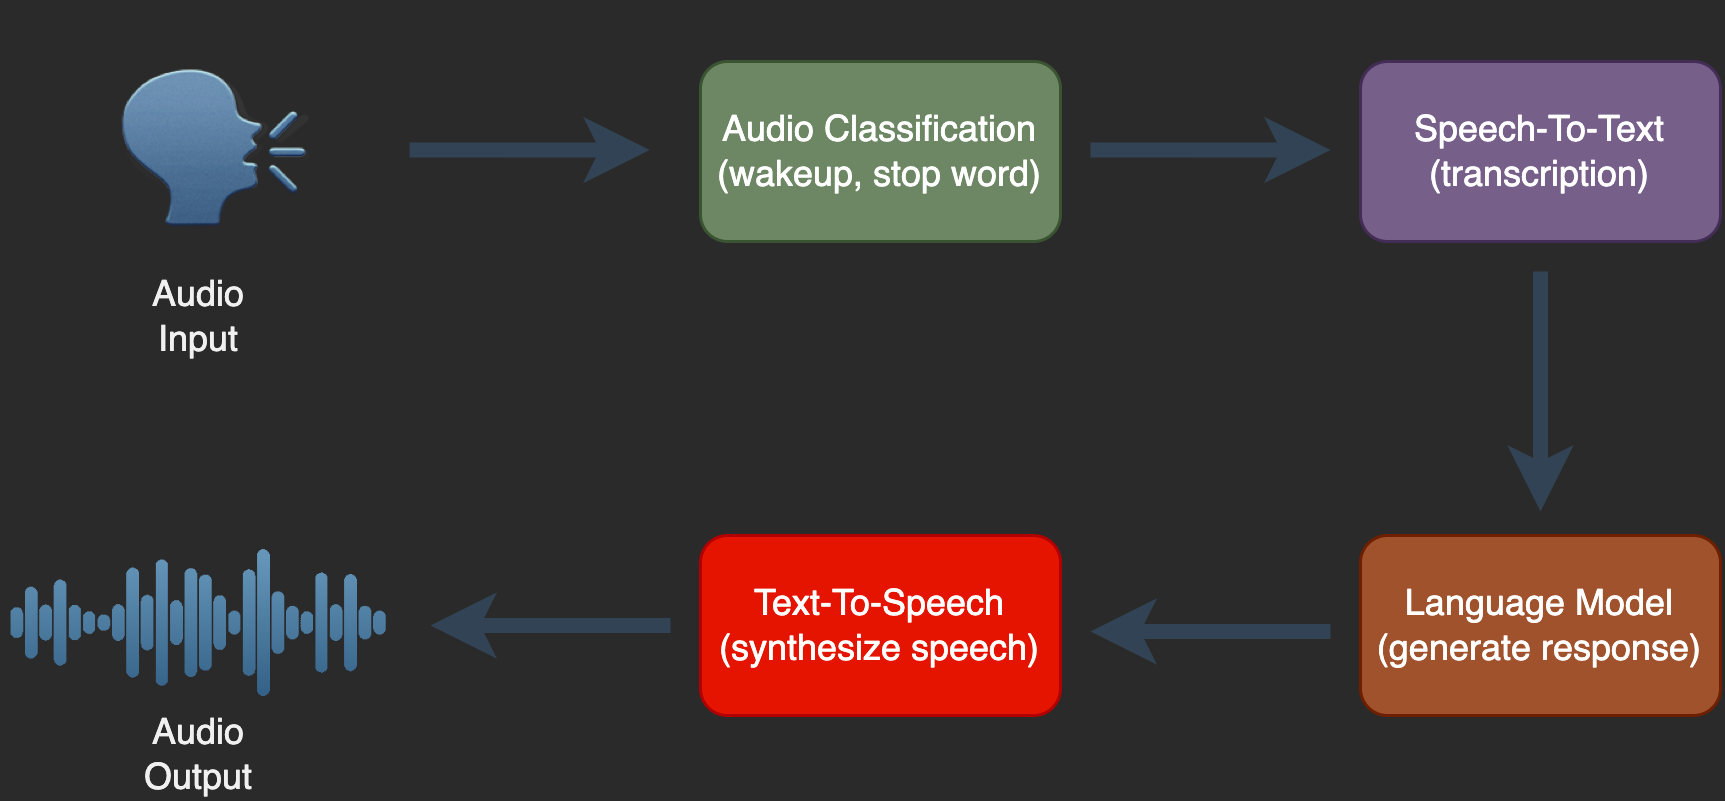 Audio
Input
Audio Classification
(wakeup, stop word)
Speech-To-Text
(transcription)
Language Model
(generate response)
Text-To-Speech
(synthesize speech)
Audio
Output